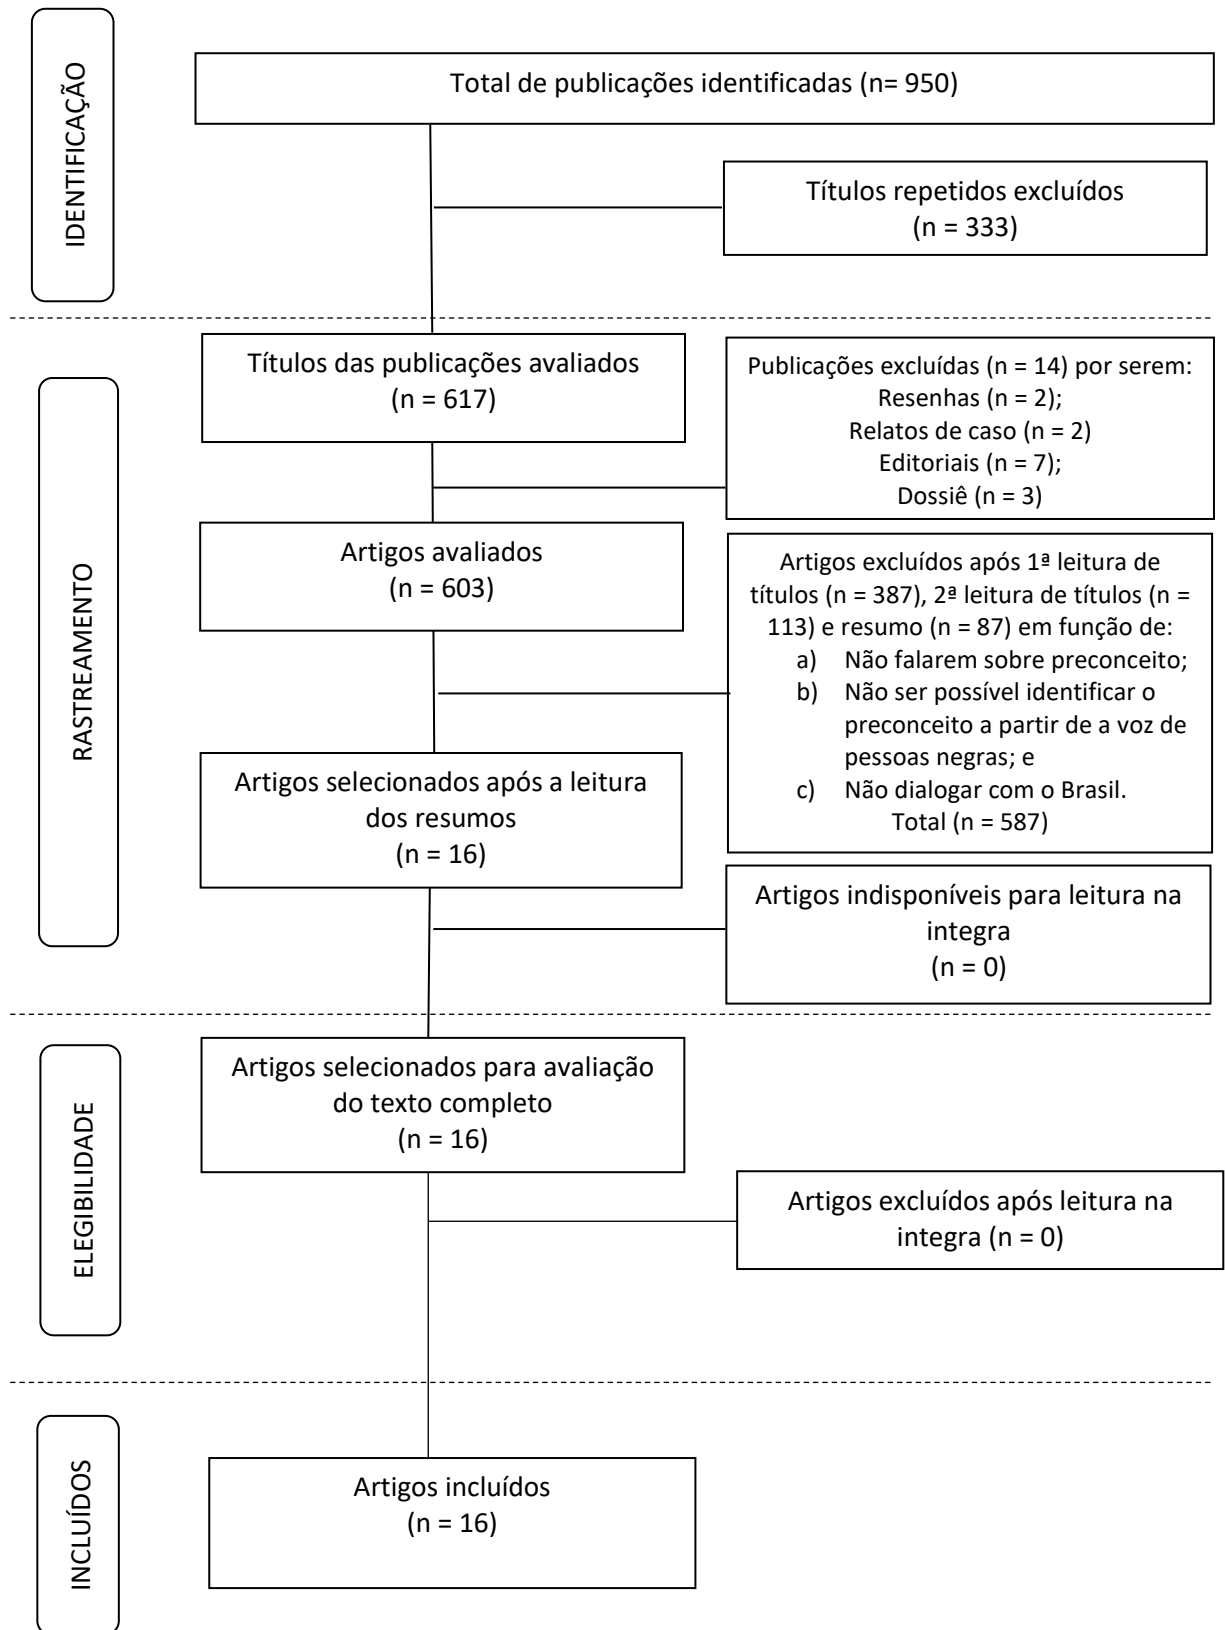 IDENTIFICAÇÃO
Total de publicações identificadas (n= 950)
Títulos repetidos excluídos
(n = 333)
RASTREAMENTO
Títulos das publicações avaliados
(n = 617)
Publicações excluídas (n = 14) por serem:
Resenhas (n = 2);
Relatos de caso (n = 2)
Editoriais (n = 7);
Dossiê (n = 3)
Artigos avaliados
(n = 603)
Artigos excluídos após 1ª leitura de
títulos (n = 387), 2ª leitura de títulos (n =
113) e resumo (n = 87) em função de:
a) Não falarem sobre preconceito;
b) Não ser possível identificar o
preconceito a partir de a voz de
pessoas negras; e
c) Não dialogar com o Brasil.
Total (n = 587)
Artigos selecionados após a leitura
dos resumos
(n = 16)
Artigos indisponíveis para leitura na
integra
(n = 0)
ELEGIBILIDADE
Artigos selecionados para avaliação
do texto completo
(n = 16)
Artigos excluídos após leitura na
integra (n = 0)
INCLUÍDOS
Artigos incluídos
(n = 16)